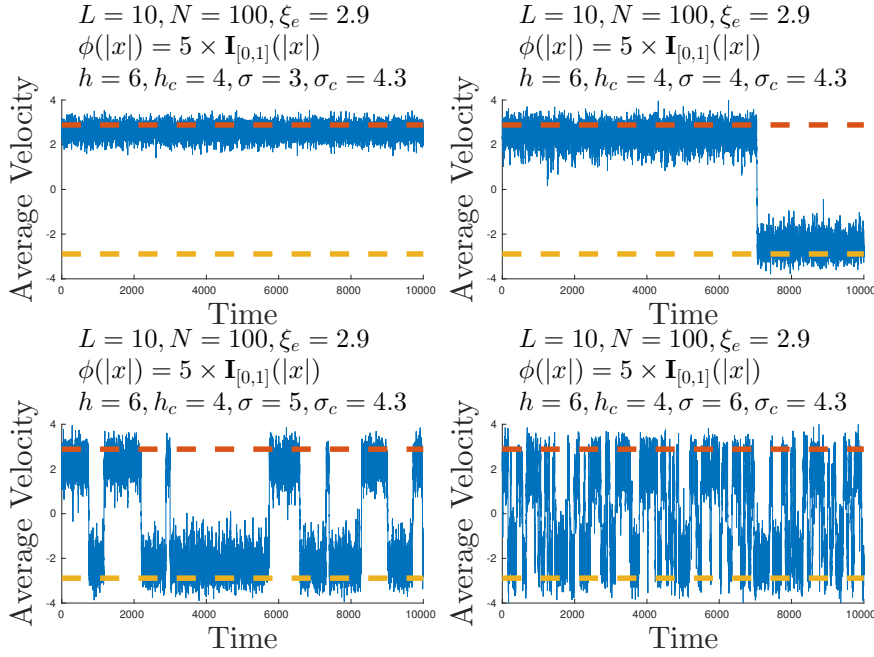 L = 10, N = 100, ξₑ = 2.9
ϕ(|x|) = 5 × I_[0,1](|x|)
h = 6, h_c = 4, σ = 3, σ_c = 4.3
Average Velocity
4
2
0
-2
-4
0 2000 4000 6000 8000 10000
Time
L = 10, N = 100, ξₑ = 2.9
ϕ(|x|) = 5 × I_[0,1](|x|)
h = 6, h_c = 4, σ = 4, σ_c = 4.3
Average Velocity
4
2
0
-2
-4
0 2000 4000 6000 8000 10000
Time
L = 10, N = 100, ξₑ = 2.9
ϕ(|x|) = 5 × I_[0,1](|x|)
h = 6, h_c = 4, σ = 5, σ_c = 4.3
Average Velocity
4
2
0
-2
-4
0 2000 4000 6000 8000 10000
Time
L = 10, N = 100, ξₑ = 2.9
ϕ(|x|) = 5 × I_[0,1](|x|)
h = 6, h_c = 4, σ = 6, σ_c = 4.3
Average Velocity
4
2
0
-2
-4
0 2000 4000 6000 8000 10000
Time